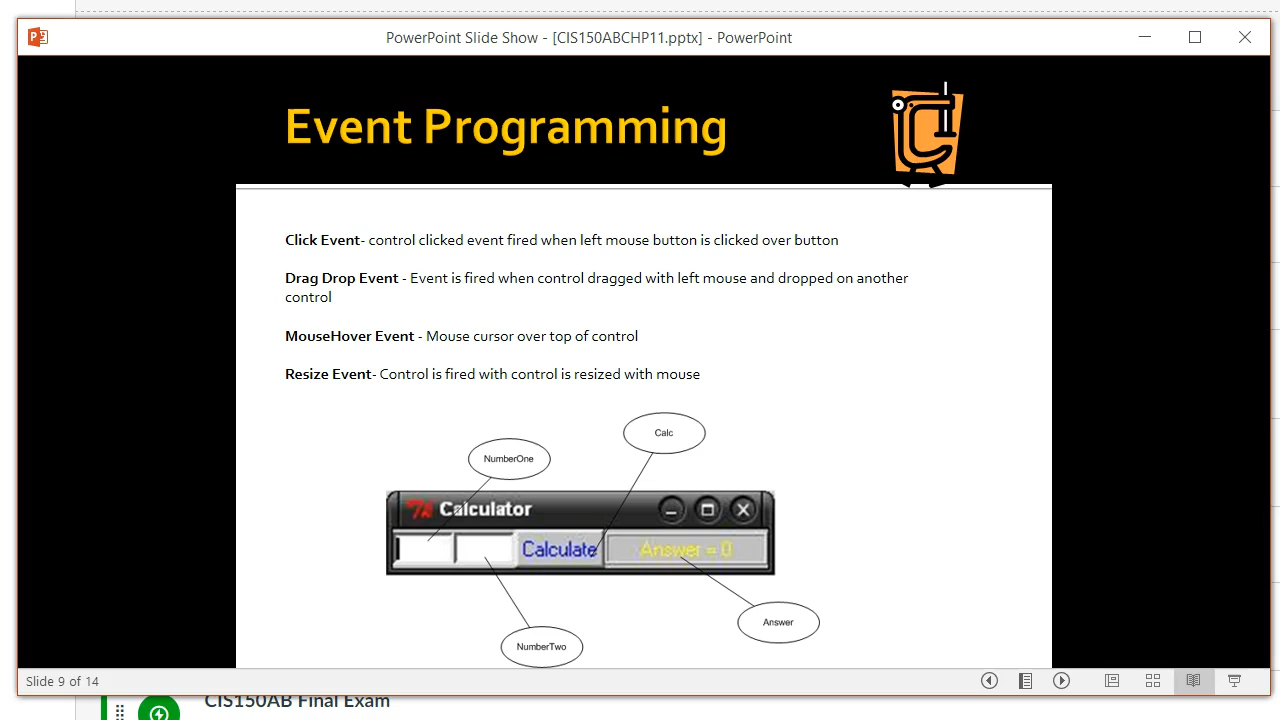 PowerPoint Slide Show - [CIS150ABCHP11.pptx] - PowerPoint
Event Programming
Click Event- control clicked event fired when left mouse button is clicked over button
Drag Drop Event - Event is fired when control dragged with left mouse and dropped on another
control
MouseHover Event - Mouse cursor over top of control
Resize Event- Control is fired with control is resized with mouse
Calc
NumberOne
Calculator
Calculate
Answer = 0
Answer
NumberTwo
Slide 9 of 14
CIS150AB Final Exam